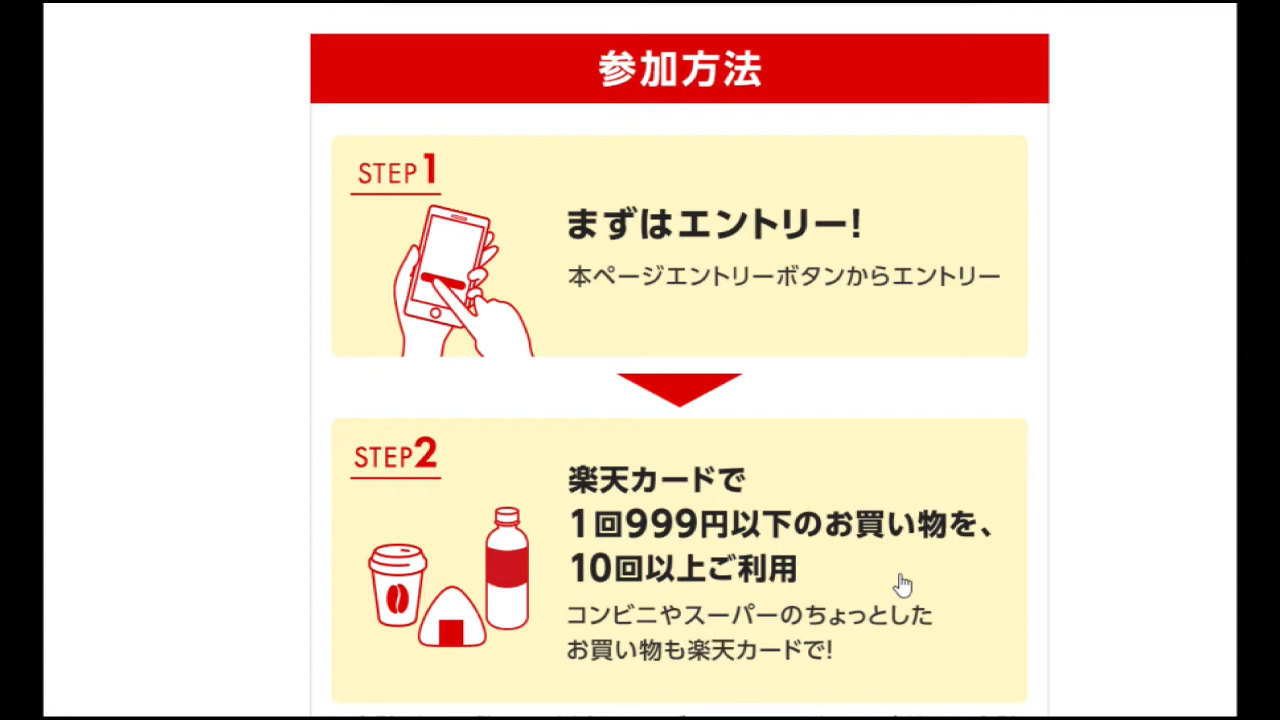 参加方法
STEP1
まずはエントリー!
本ページエントリーボタンからエントリー
STEP2
楽天カードで
1回999円以下のお買い物を、
10回以上ご利用
コンビニやスーパーのちょっとした
お買い物も楽天カードで!